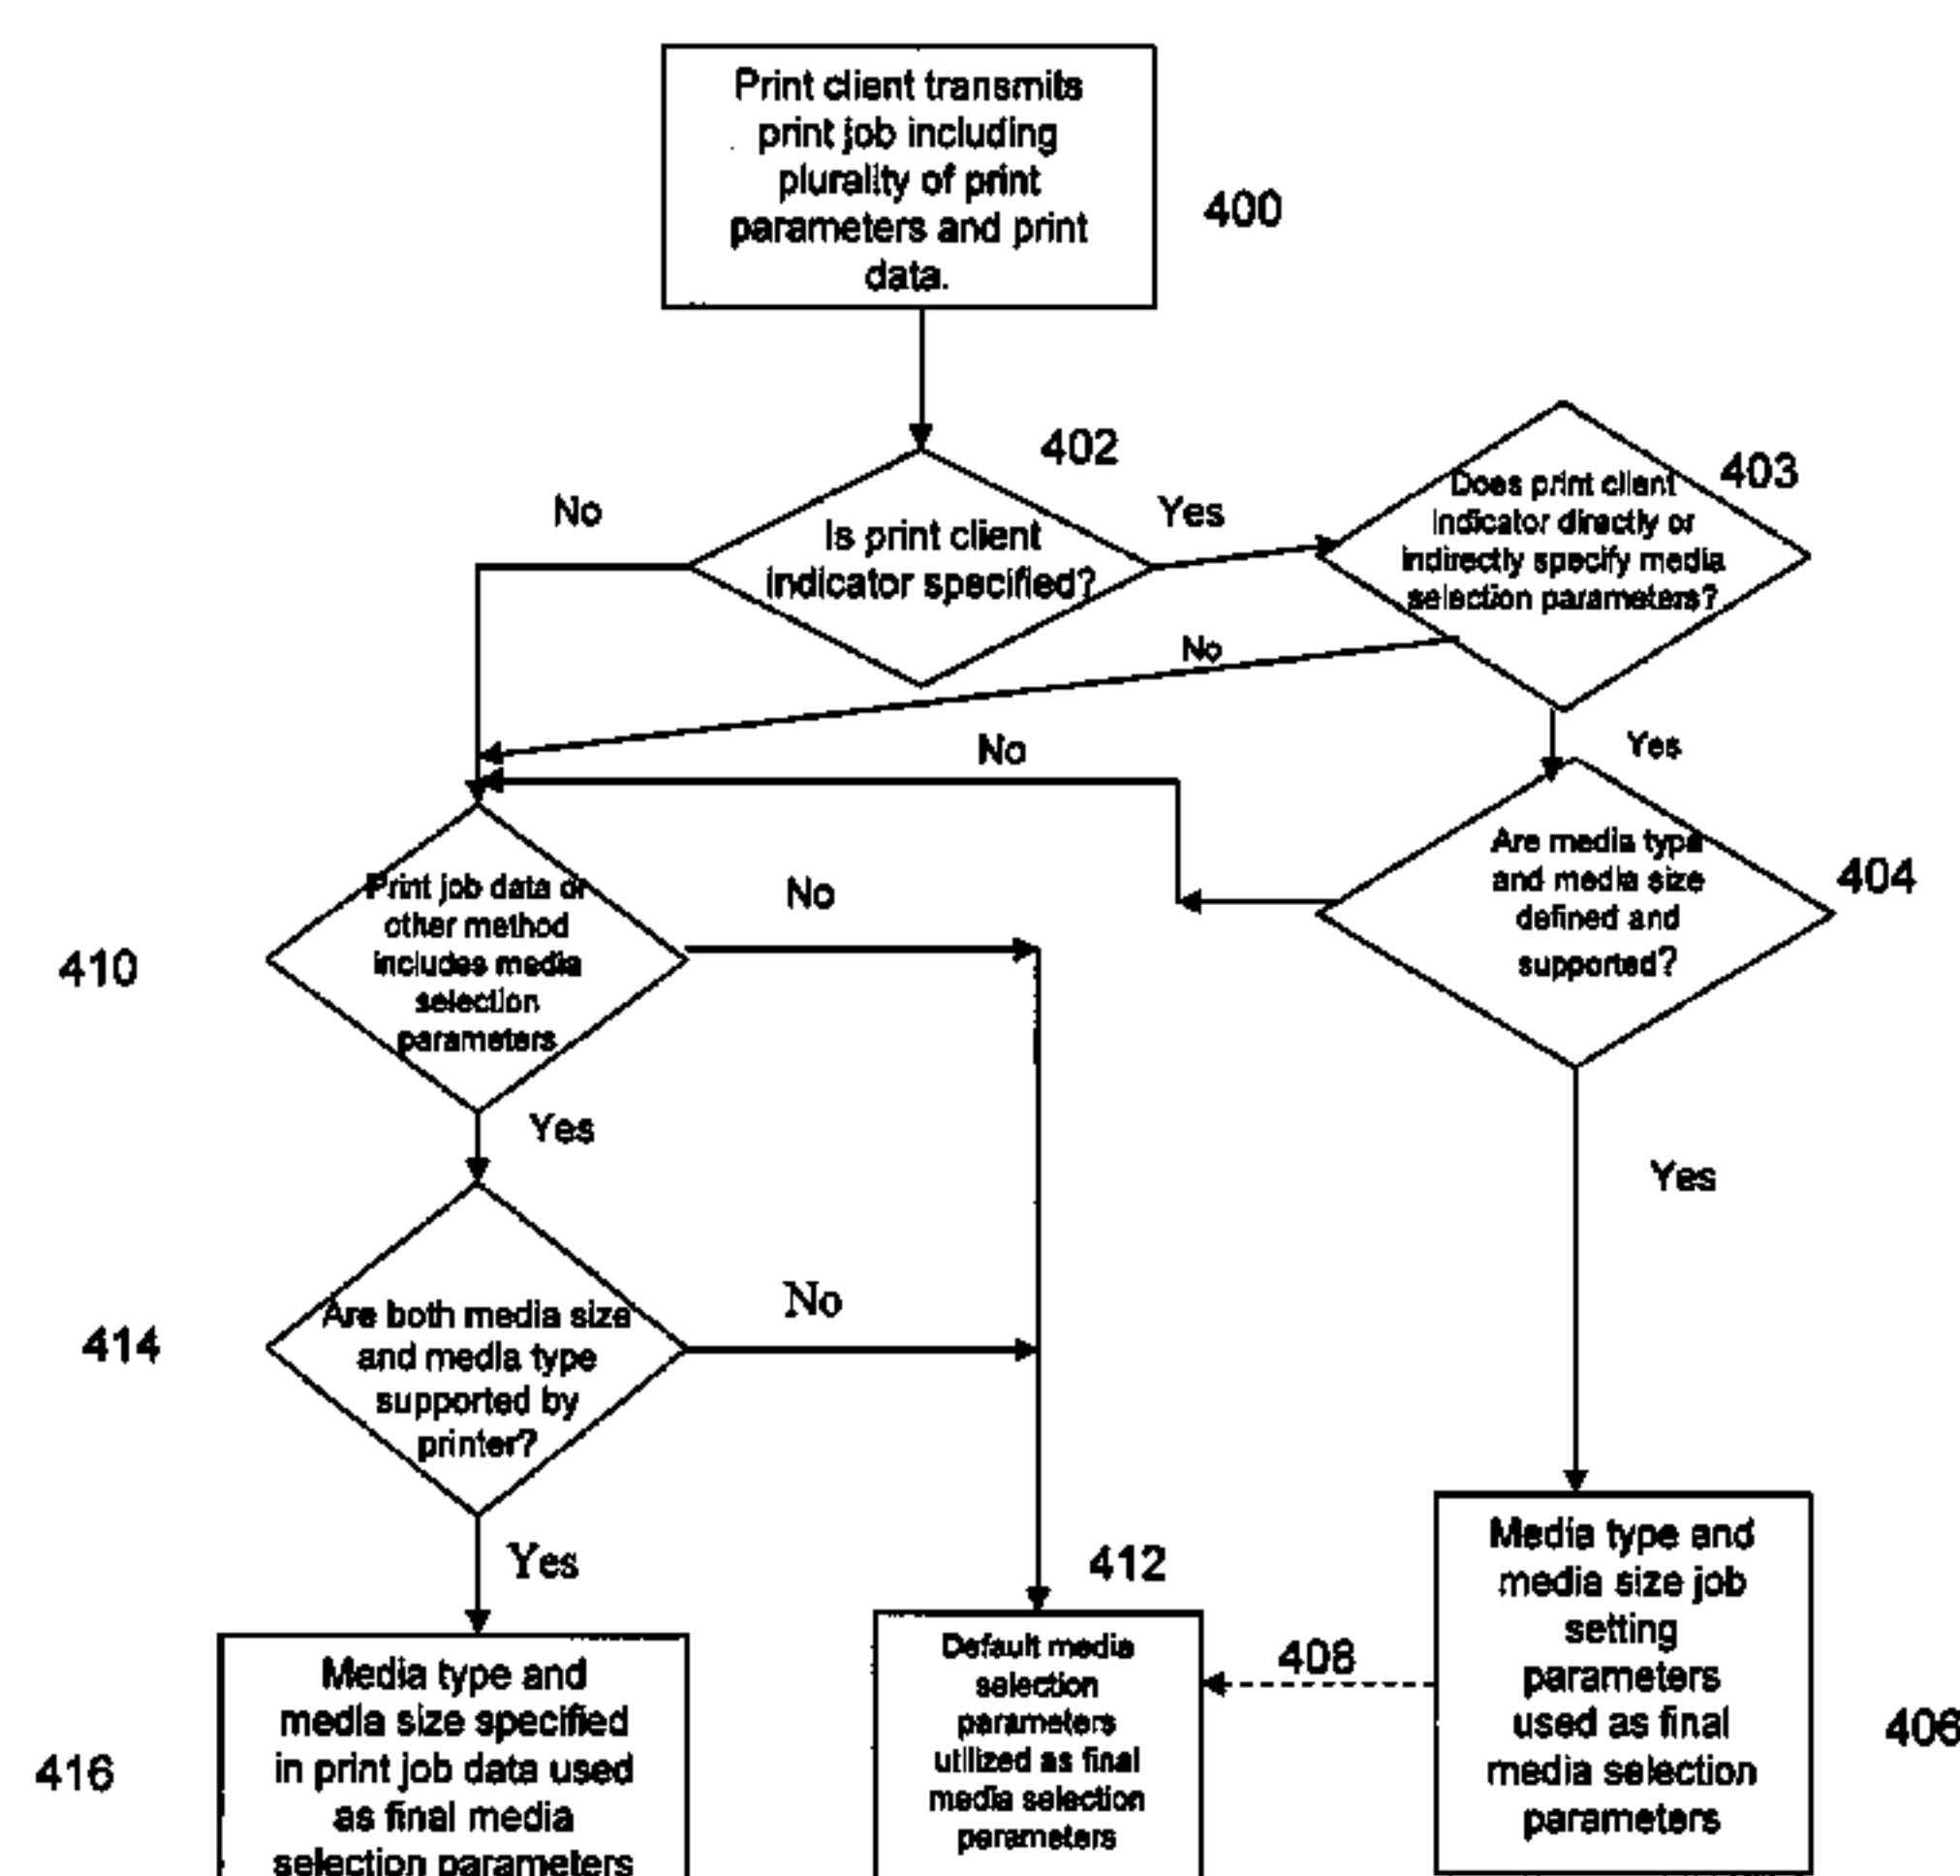 Print client transmits
print job including
plurality of print
parameters and print
data.
400
402
No
Yes
Is print client
indicator specified?
403
Does print client
indicator directly or
indirectly specify media
selection parameters?
No
No
Yes
Are media type
and media size
defined and
supported?
404
Print job data or
other method
includes media
selection
parameters
410
No
Yes
Yes
Are both media size
and media type
supported by
printer?
414
No
Yes
412
Media type and
media size job
setting
parameters
used as final
media selection
parameters
406
408
Default media
selection
parameters
utilized as final
media selection
parameters
Media type and
media size specified
in print job data used
as final media
selection parameters
416